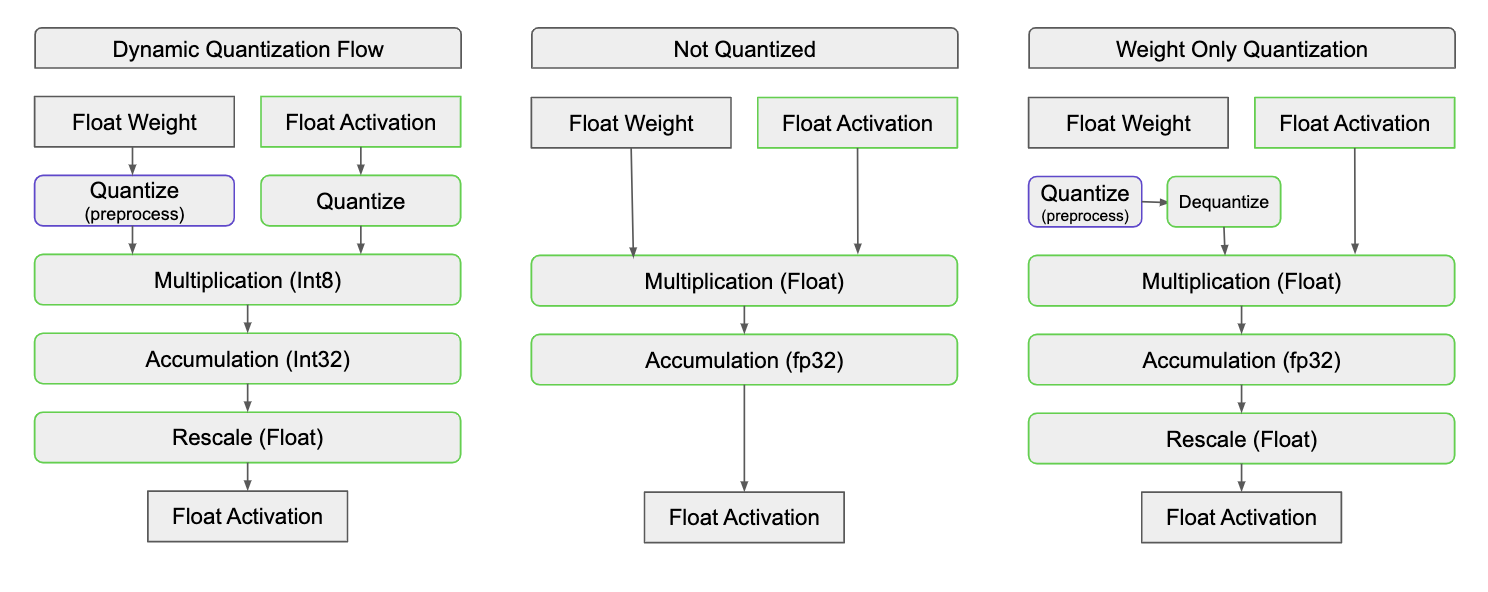 Dynamic Quantization Flow
Float Weight
Float Activation
Quantize
(preprocess)
Quantize
Multiplication (Int8)
Accumulation (Int32)
Rescale (Float)
Float Activation
Not Quantized
Float Weight
Float Activation
Multiplication (Float)
Accumulation (fp32)
Float Activation
Weight Only Quantization
Float Weight
Float Activation
Quantize
(preprocess)
Dequantize
Multiplication (Float)
Accumulation (fp32)
Rescale (Float)
Float Activation